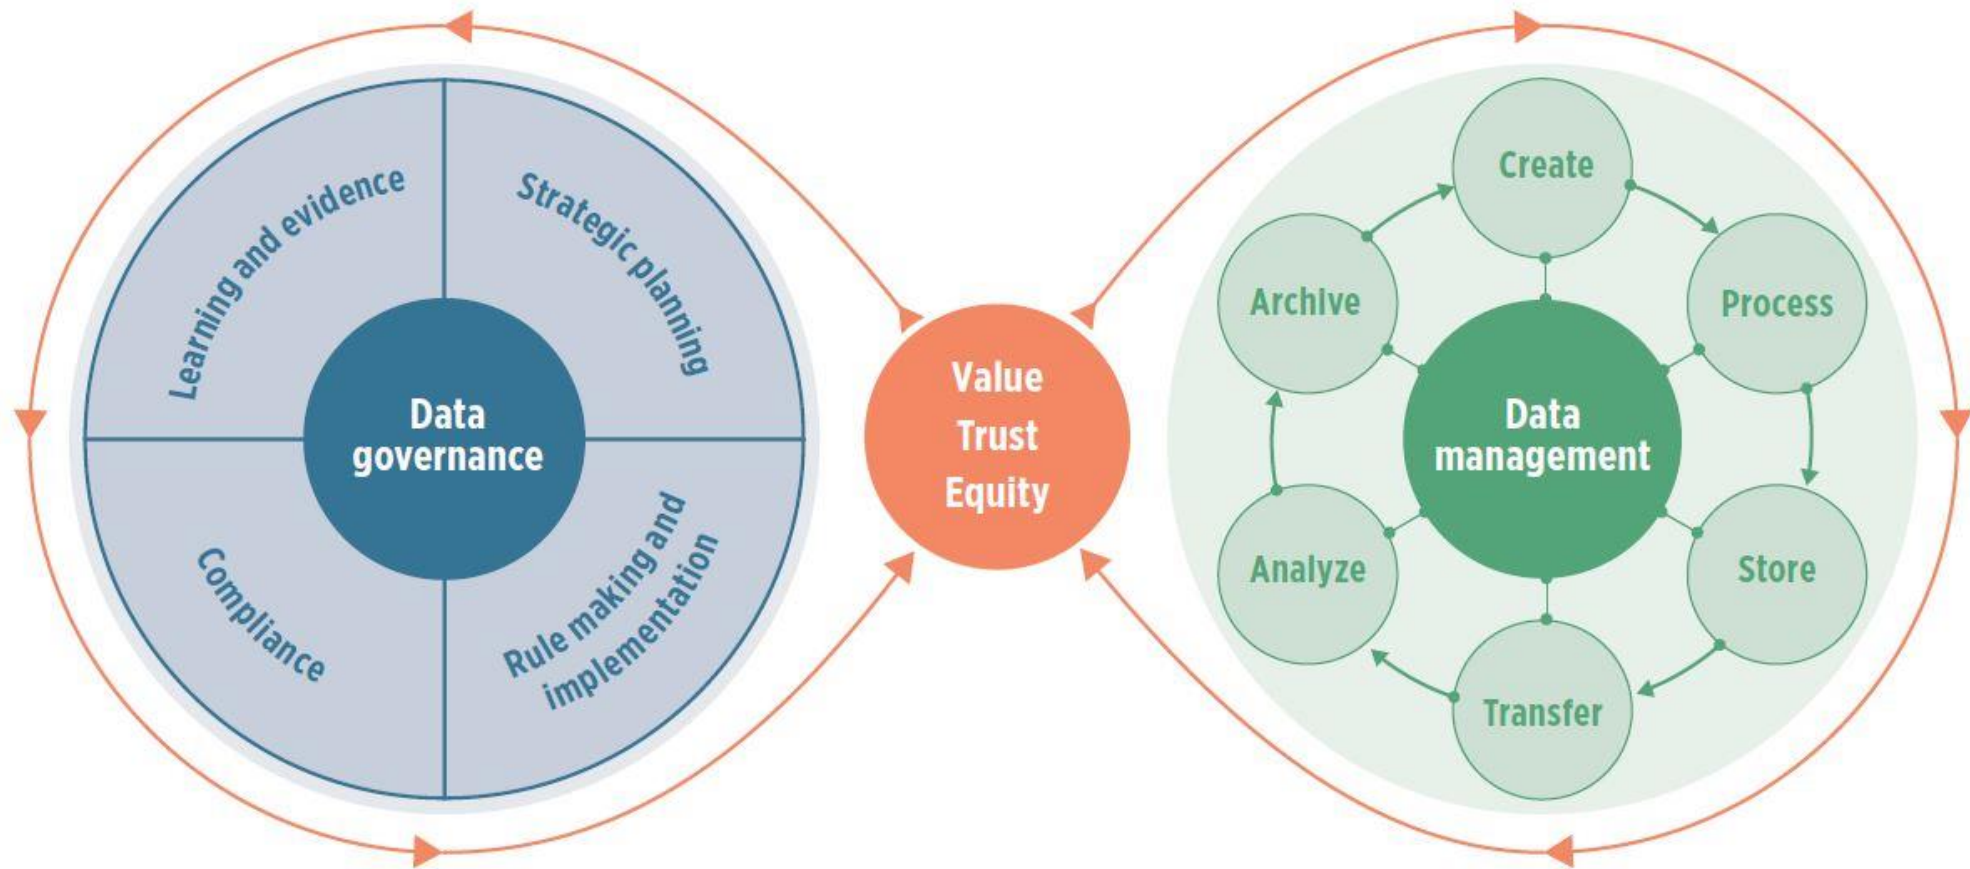 Learning and evidence
Strategic planning
Data
governance
Compliance
Rule making and
implementation
Value
Trust
Equity
Create
Process
Store
Transfer
Analyze
Archive
Data
management